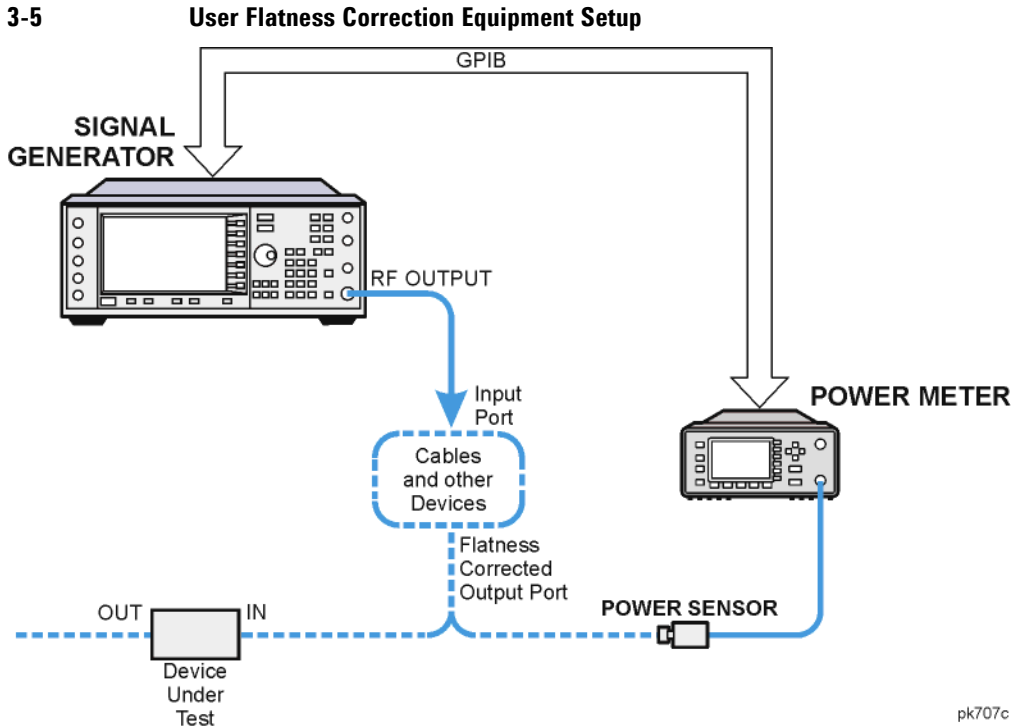 3-5 User Flatness Correction Equipment Setup
GPIB
SIGNAL
GENERATOR
RF OUTPUT
Input
Port
POWER METER
Cables
and other
Devices
Flatness
Corrected
Output Port
POWER SENSOR
OUT
IN
Device
Under
Test
pk707c